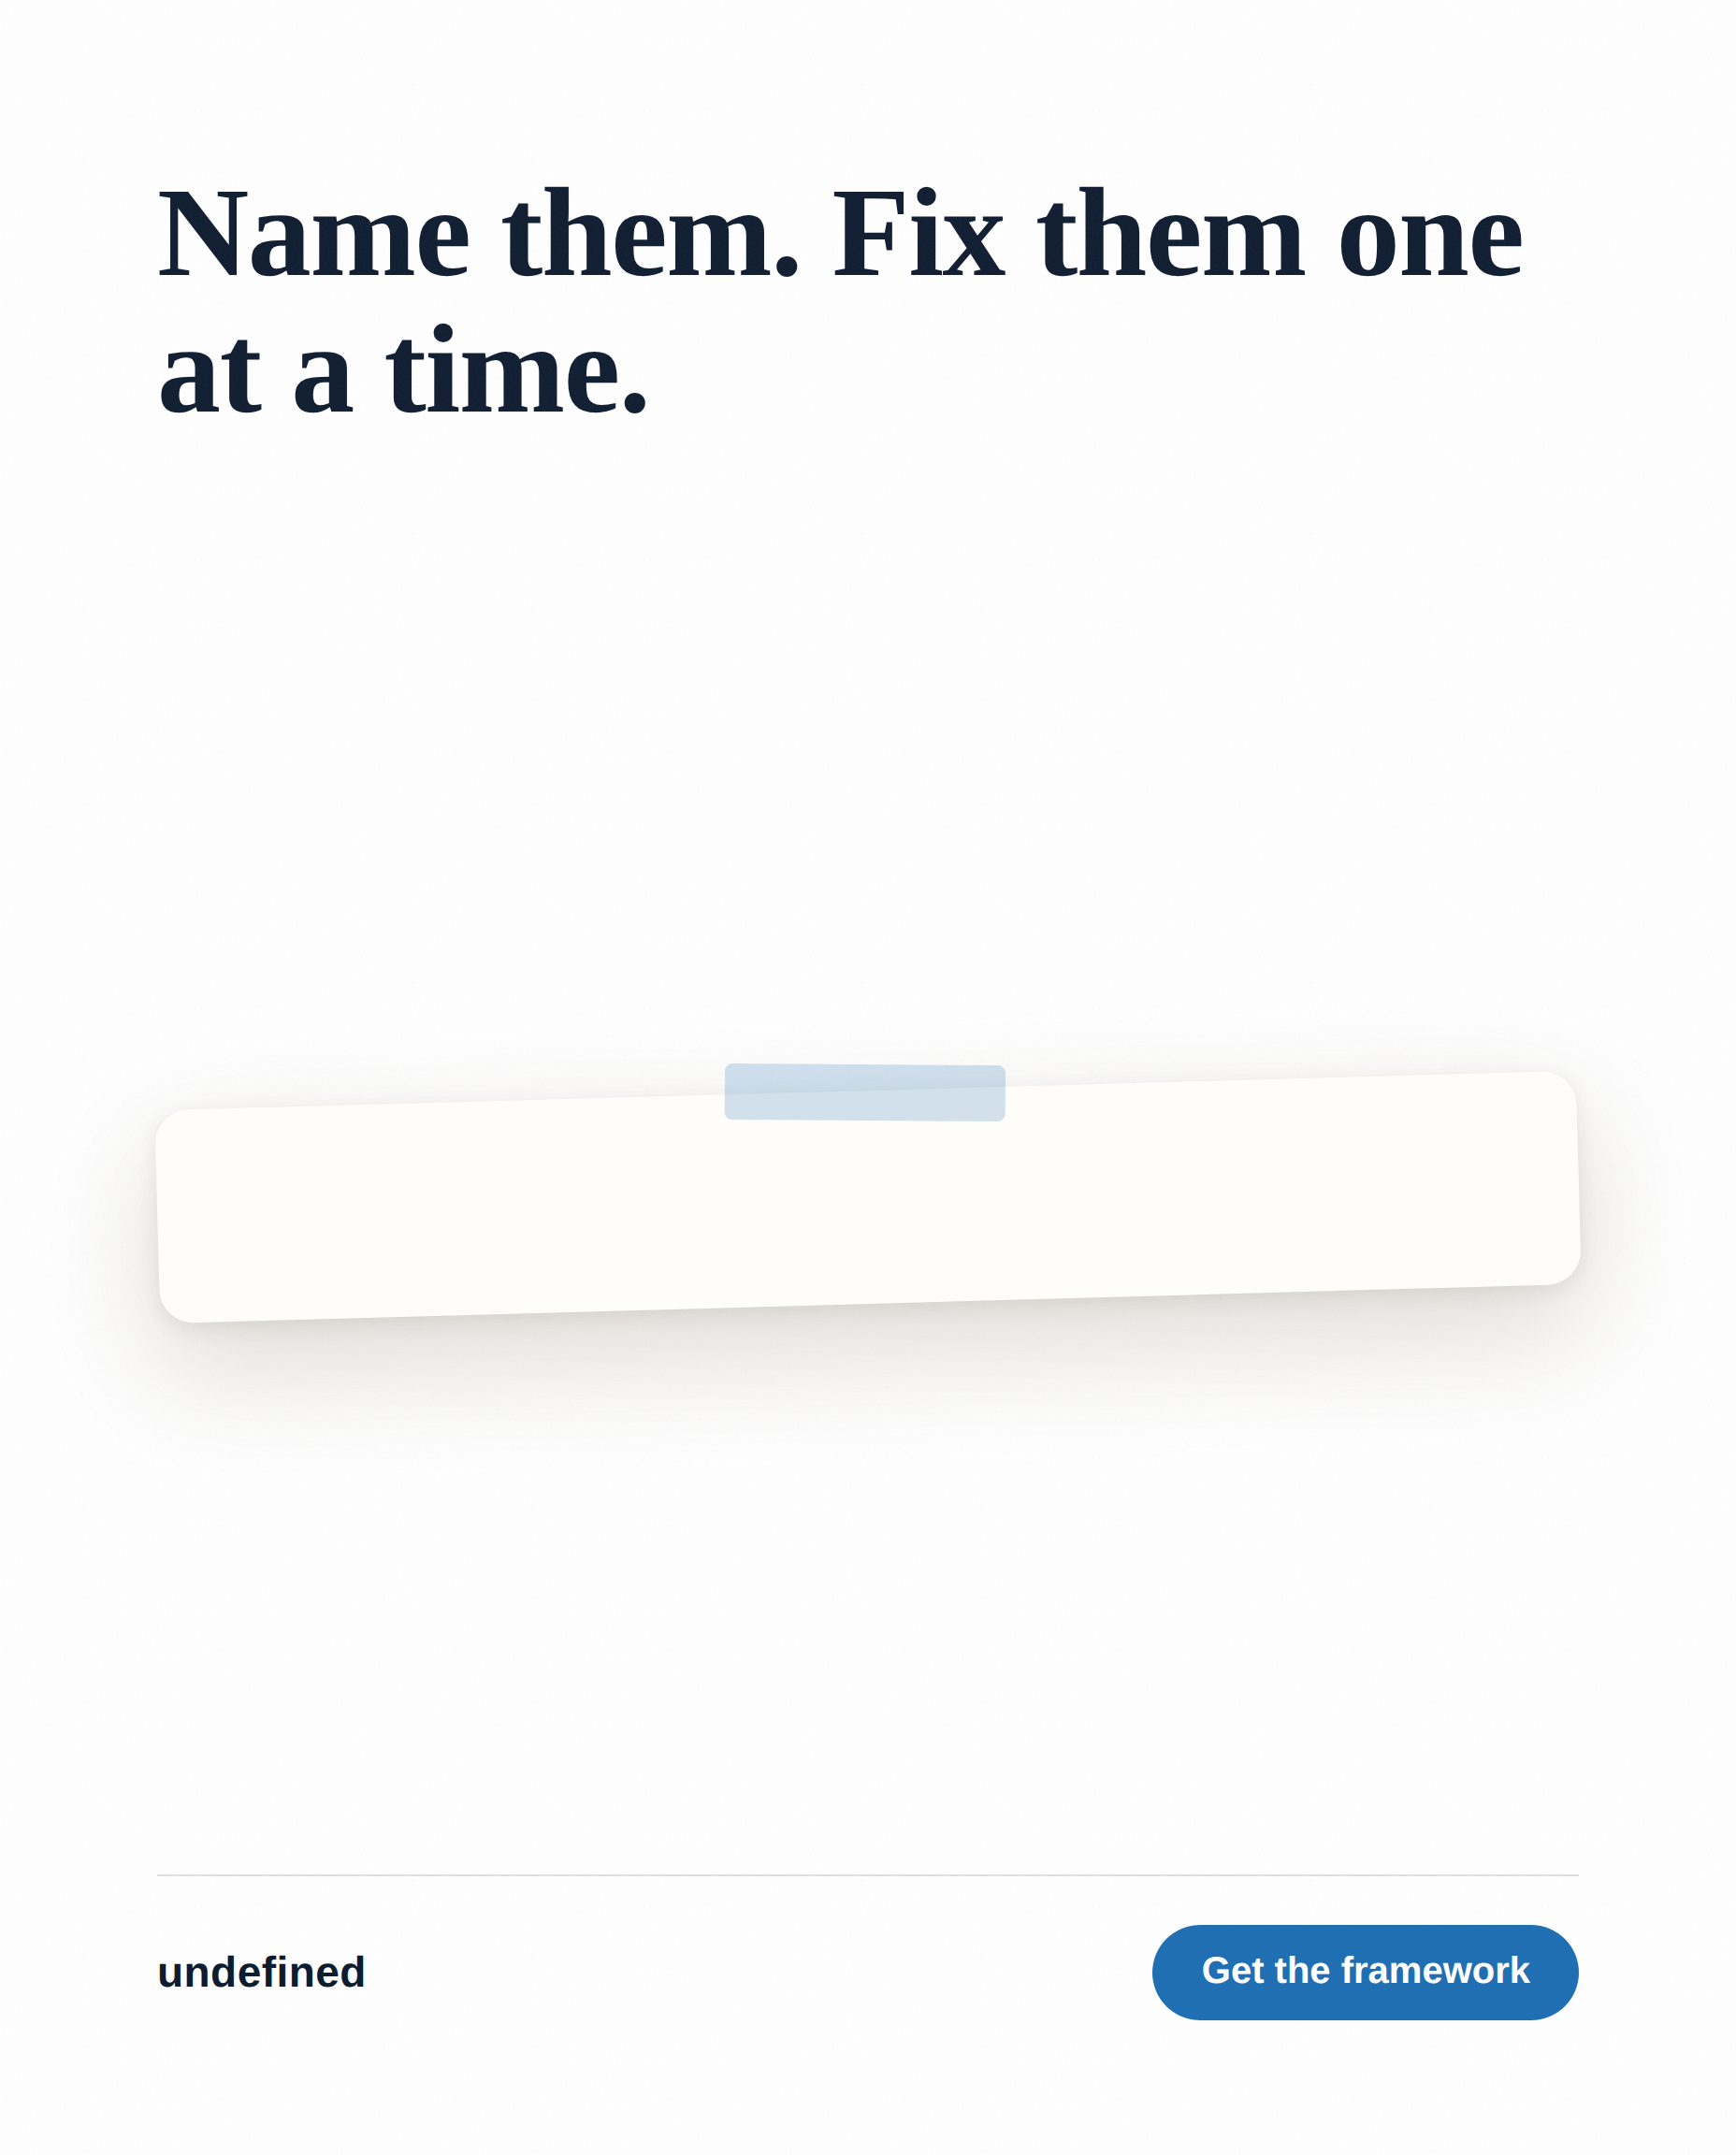 Name them. Fix them one
at a time.
undefined
Get the framework